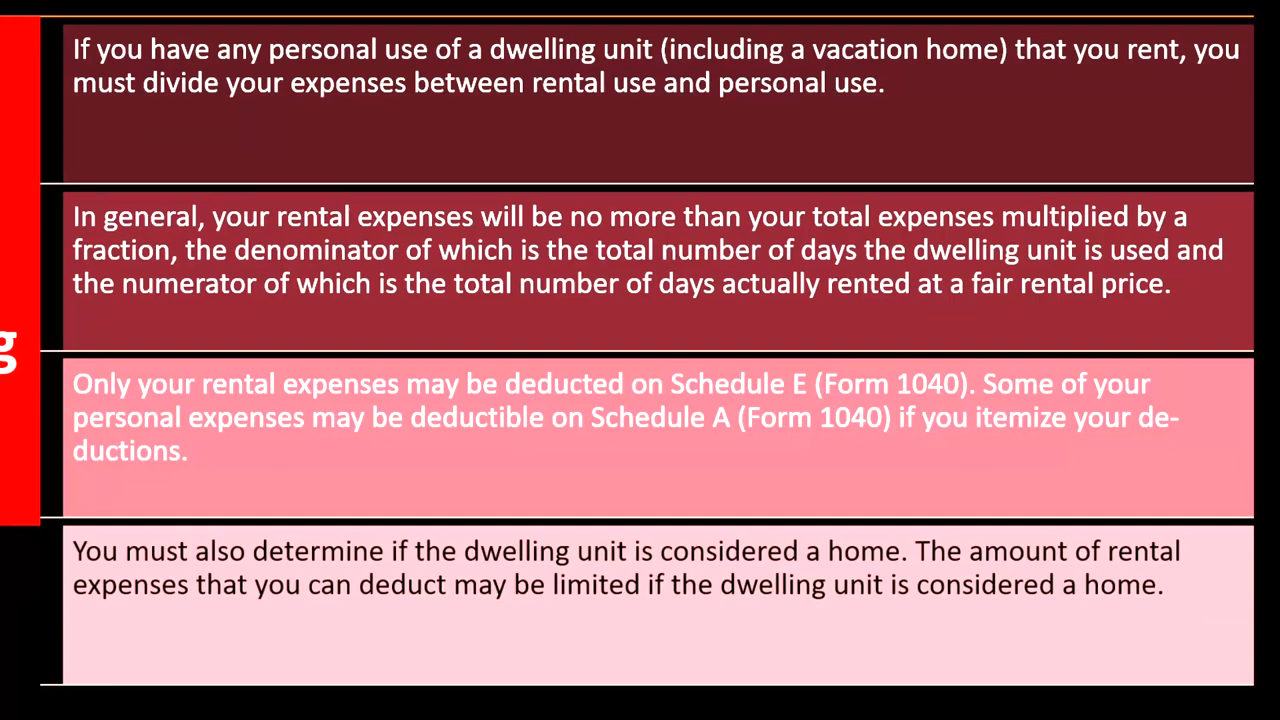 If you have any personal use of a dwelling unit (including a vacation home) that you rent, you
must divide your expenses between rental use and personal use.
In general, your rental expenses will be no more than your total expenses multiplied by a
fraction, the denominator of which is the total number of days the dwelling unit is used and
the numerator of which is the total number of days actually rented at a fair rental price.
g
Only your rental expenses may be deducted on Schedule E (Form 1040). Some of your
personal expenses may be deductible on Schedule A (Form 1040) if you itemize your de-
ductions.
You must also determine if the dwelling unit is considered a home. The amount of rental
expenses that you can deduct may be limited if the dwelling unit is considered a home.